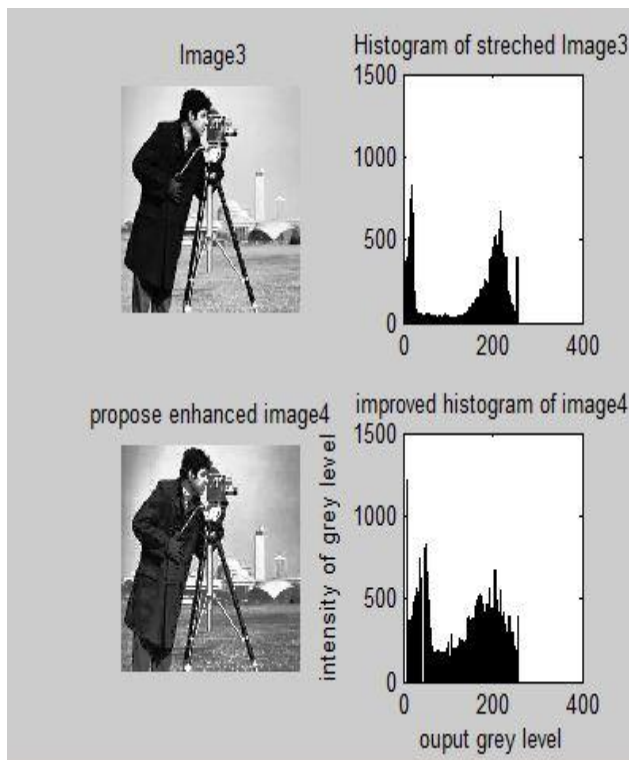 Image3
Histogram of streched Image3
1500
1000
500
0
0 200 400
propose enhanced image4
improved histogram of image4
intensity of grey level
1500
1000
500
0
0 200 400
ouput grey level